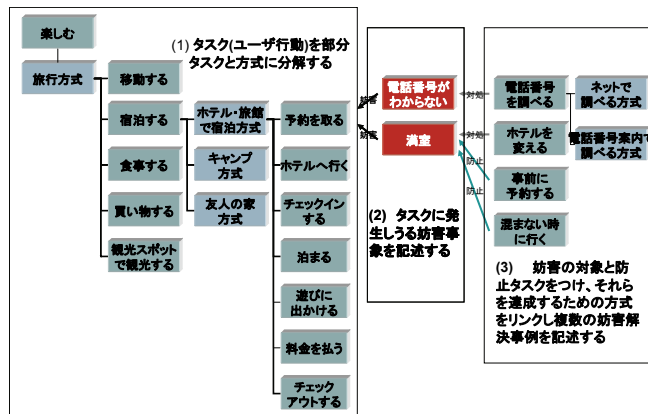 楽しむ
旅行方式
(1) タスク(ユーザ行動)を部分
タスクと方式に分解する
移動する
宿泊する
食事する
買い物する
観光スポット
で観光する
ホテル・旅館
で宿泊方式
キャンプ
方式
友人の家
方式
予約を取る
ホテルへ行く
チェックイン
する
泊まる
遊びに
出かける
料金を払う
チェック
アウトする
妨害
妨害
電話番号が
わからない
満室
(2) タスクに発
生しうる妨害事
象を記述する
対処
対処
防止
防止
電話番号
を調べる
ホテルを
変える
事前に
予約する
混まない時
に行く
ネットで
調べる方式
電話番号案内で
調べる方式
(3) 妨害の対象と防
止タスクをつけ、それら
を達成するための方式
をリンクし複数の妨害解
決事例を記述する